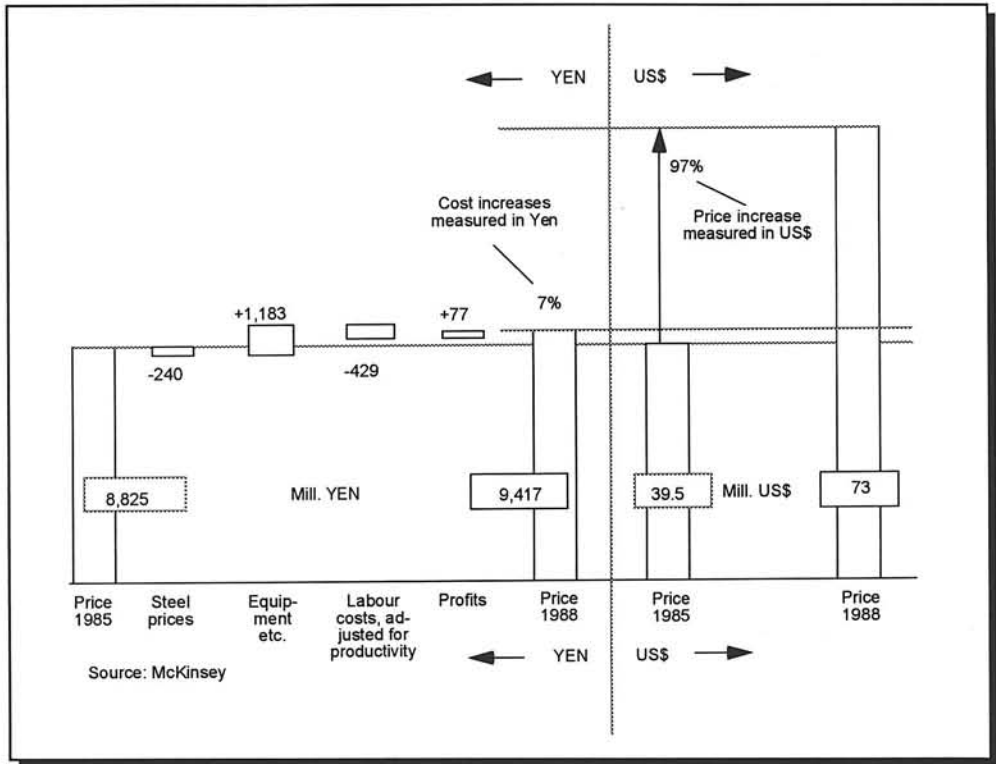 YEN US$
97%
Cost increases
measured in Yen
Price increase
measured in US$
7%
+1,183
+77
-240
-429
8,825
Mill. YEN
9,417
39.5
Mill. US$
73
Price
1985
Steel
prices
Equip-
ment
etc.
Labour
costs, ad-
justed for
productivity
Profits
Price
1988
Price
1985
Price
1988
YEN US$
Source: McKinsey